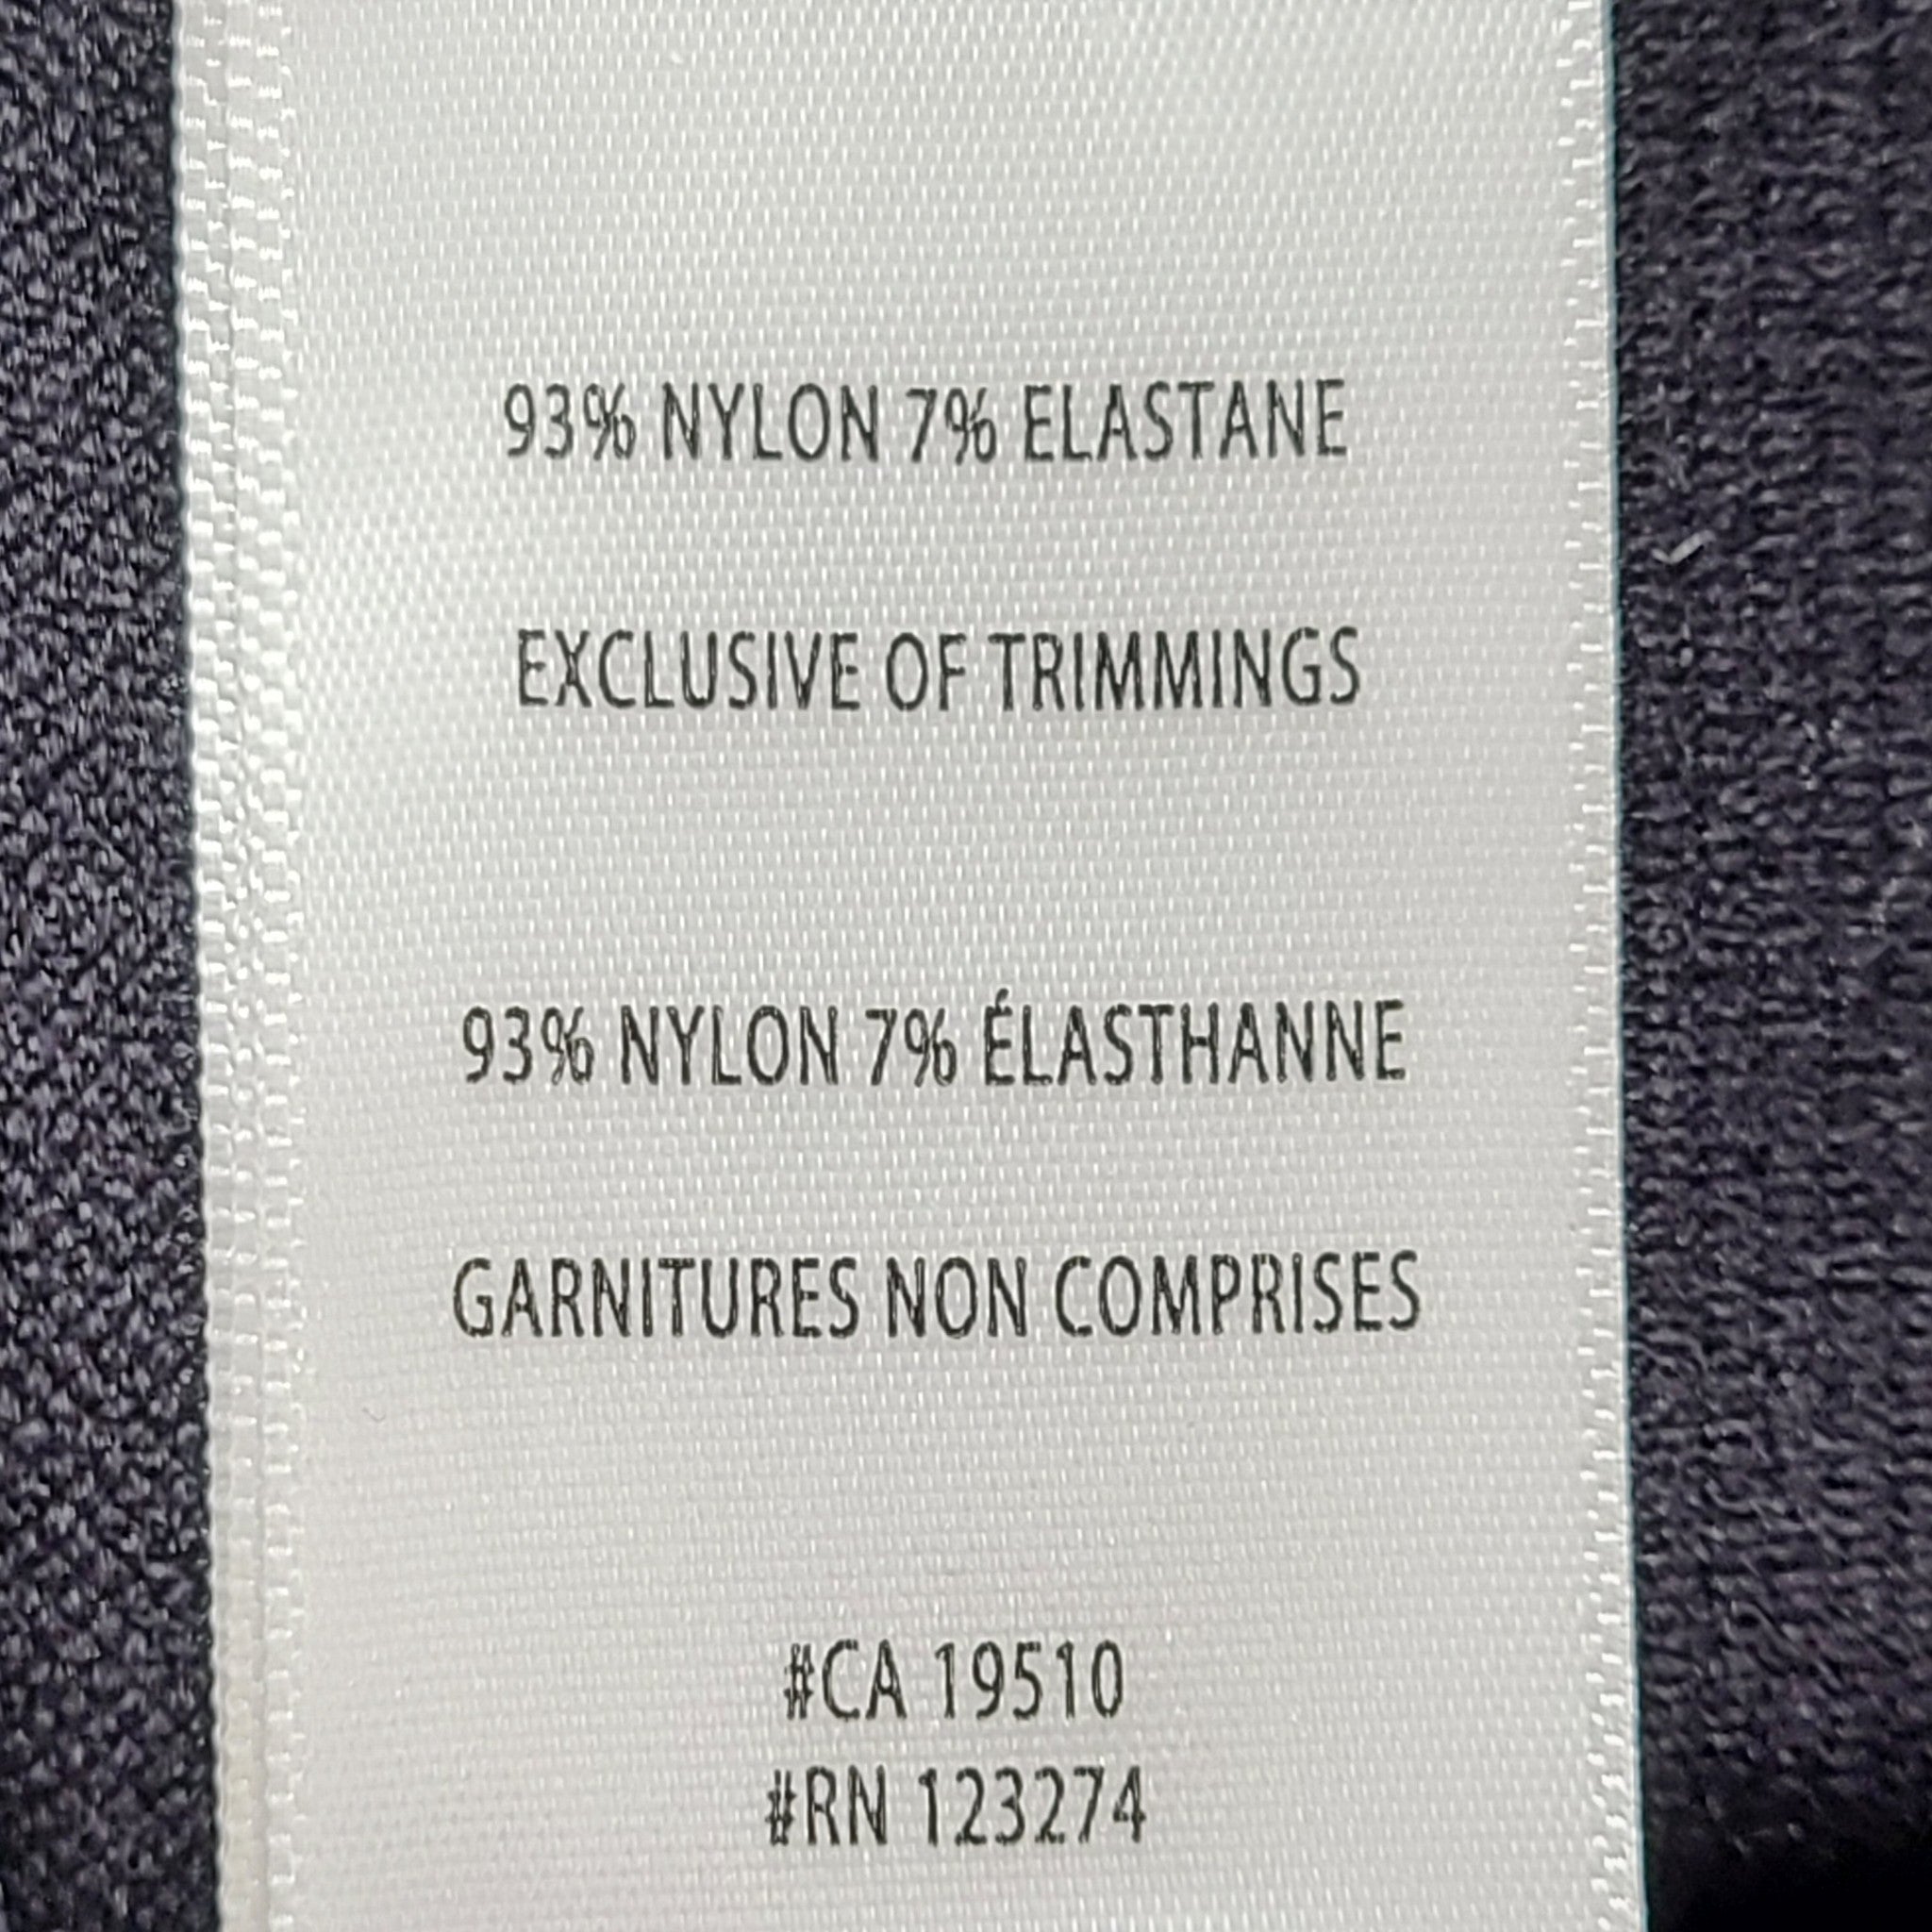 93% NYLON 7% ELASTANE
EXCLUSIVE OF TRIMMINGS
93% NYLON 7% ÉLASTHANNE
GARNITURES NON COMPRISES
#CA 19510
#RN 123274